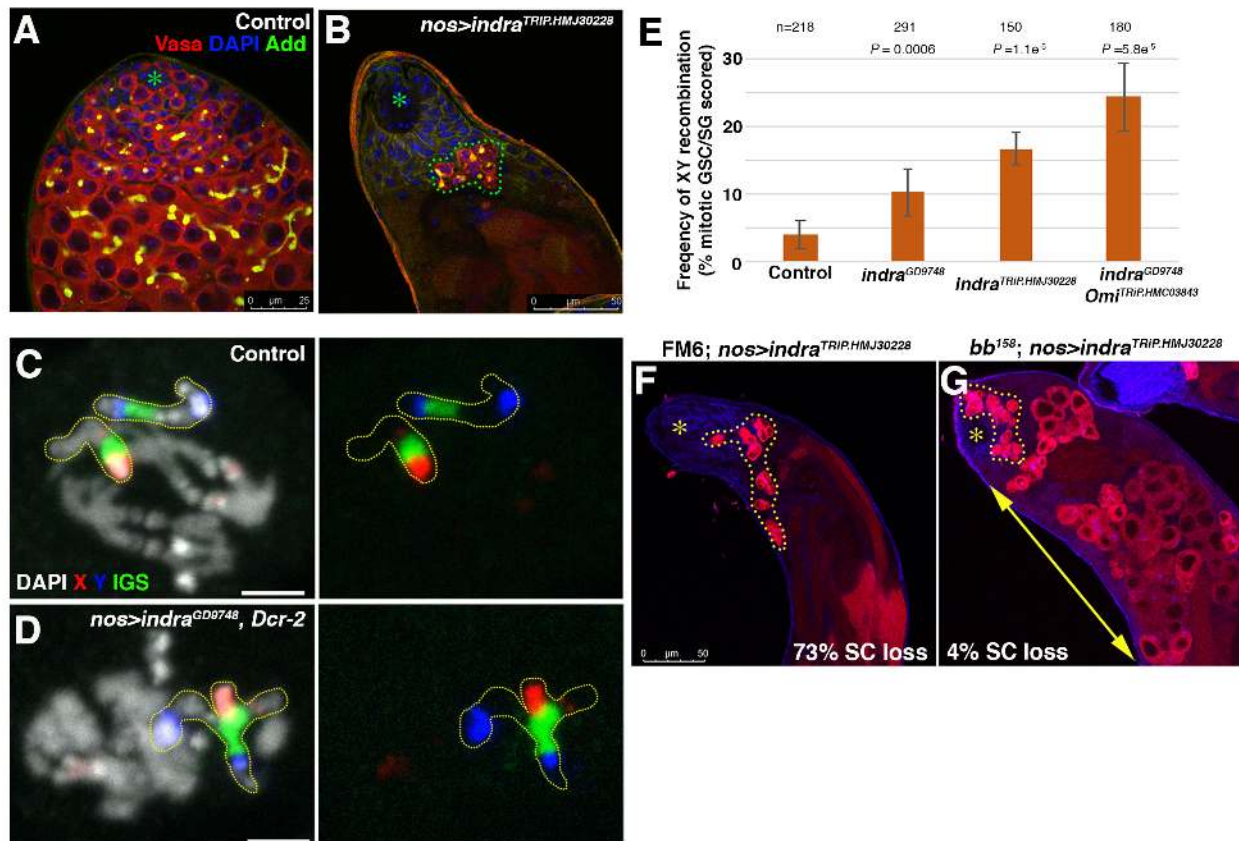 A
Control
Vasa DAPI Add
*
µm 25
B
nos>indra^TRiP.HMJ30228
*
µm 50
C
Control
DAPI X Y IGS
D
nos>indra^GD9748, Dcr-2
E
n=218 291 150 180
P = 0.0006 P =1.1e^5 P =5.8e^5
Freqency of XY recombination
(% mitotic GSC/SG scored)
30
20
10
0
Control indra^GD9748 indra^TRiP.HMJ30228 indra^GD9748
Omi^TRiP.HMC03843
FM6; nos>indra^TRiP.HMJ30228
F
*
0 µm 50
73% SC loss
bb^158; nos>indra^TRiP.HMJ30228
G
*
4% SC loss